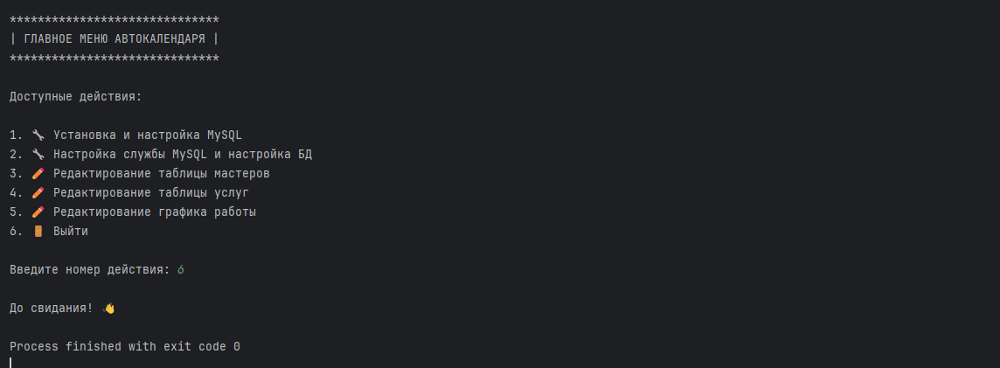 ******************************
| ГЛАВНОЕ МЕНЮ АВТОКАЛЕНДАРЯ |
******************************
Доступные действия:
1. 🔧 Установка и настройка MySQL
2. 🔧 Настройка службы MySQL и настройка БД
3. ✏️ Редактирование таблицы мастеров
4. ✏️ Редактирование таблицы услуг
5. ✏️ Редактирование графика работы
6. 🚪 Выйти
Введите номер действия: 6
До свидания! 👋
Process finished with exit code 0